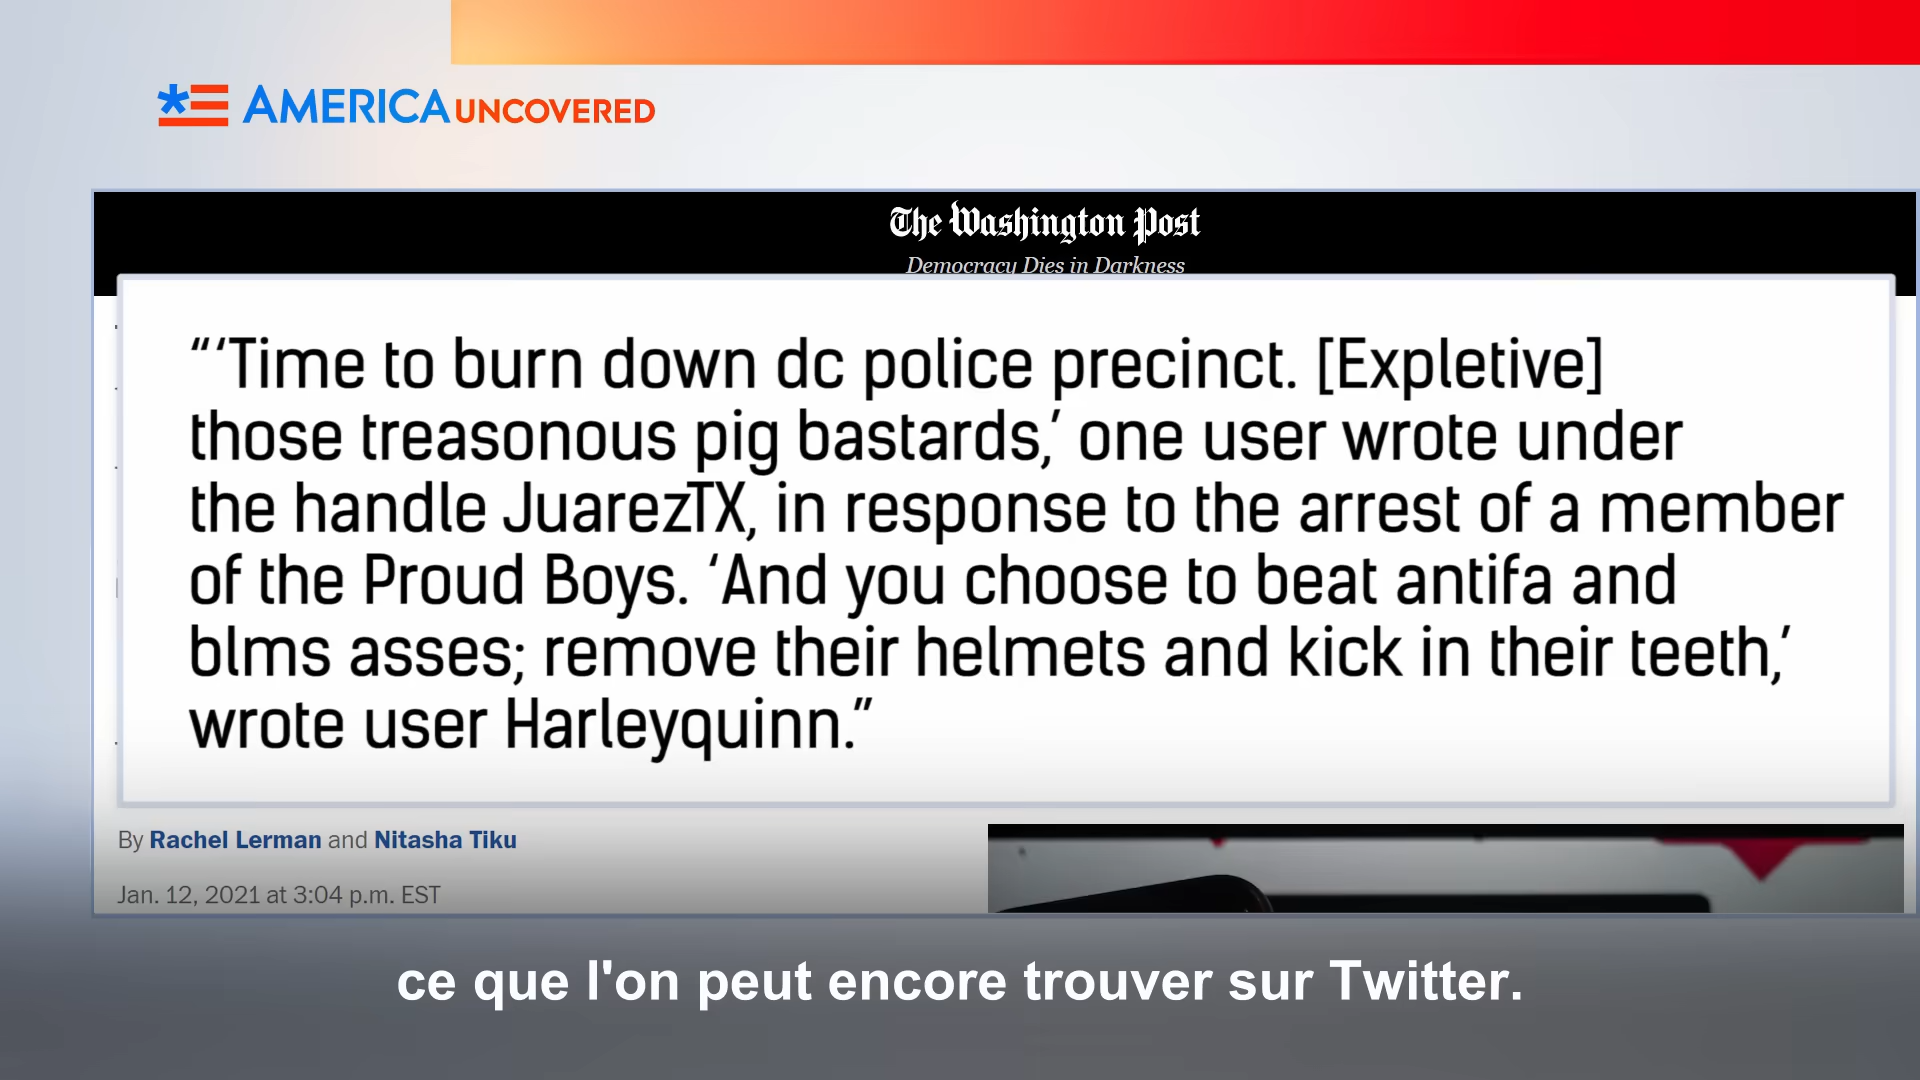 AMERICA UNCOVERED
The Washington Post
Democracy Dies in Darkness
“‘Time to burn down dc police precinct. [Expletive]
those treasonous pig bastards,’ one user wrote under
the handle JuarezTX, in response to the arrest of a member
of the Proud Boys. ‘And you choose to beat antifa and
blms asses; remove their helmets and kick in their teeth,’
wrote user Harleyquinn.”
By Rachel Lerman and Nitasha Tiku
Jan. 12, 2021 at 3:04 p.m. EST
ce que l'on peut encore trouver sur Twitter.